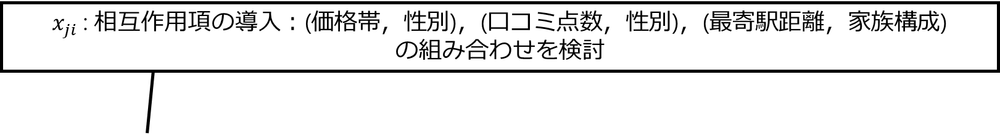 x_{ji} : 相互作用項の導入：(価格帯，性別)，(口コミ点数，性別)，(最寄駅距離，家族構成)
の組み合わせを検討